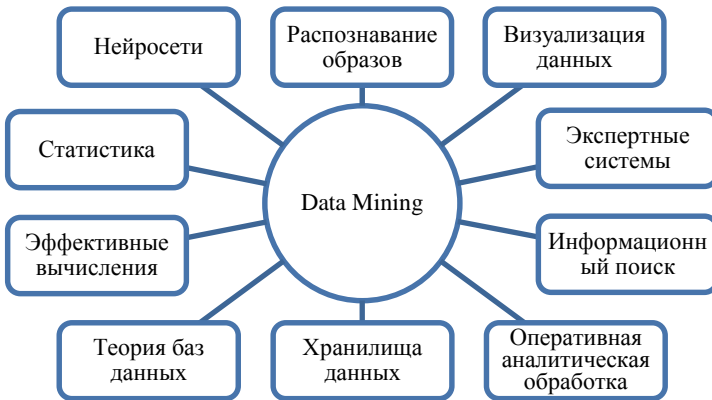 Нейросети
Распознавание
образов
Визуализация
данных
Статистика
Экспертные
системы
Data Mining
Эффективные
вычисления
Информационн
ный поиск
Теория баз
данных
Хранилища
данных
Оперативная
аналитическая
обработка